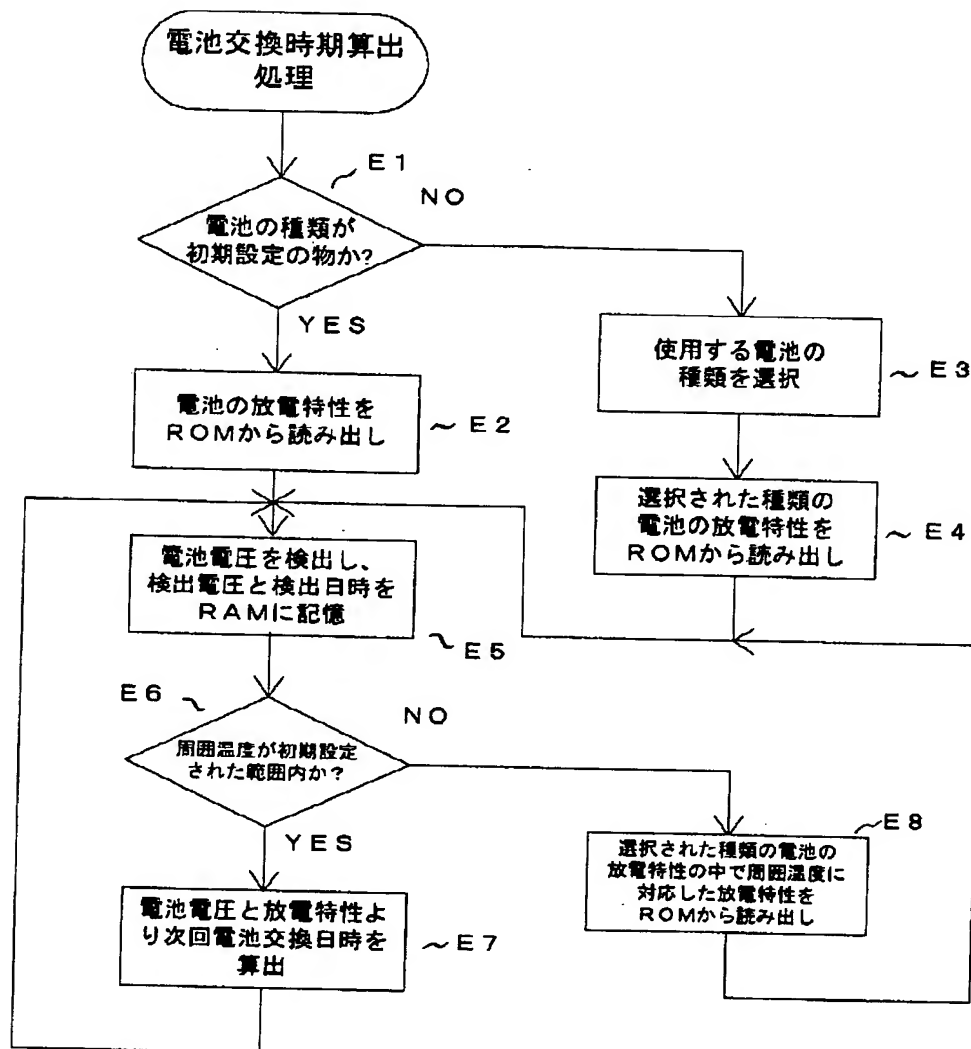 電池交換時期算出
処理
E1
NO
電池の種類が
初期設定の物か?
YES
使用する電池の
種類を選択
E3
電池の放電特性を
ROMから読み出し
E2
選択された種類の
電池の放電特性を
ROMから読み出し
E4
電池電圧を検出し、
検出電圧と検出日時を
RAMに記憶
E5
E6
NO
周囲温度が初期設定
された範囲内か?
YES
E8
選択された種類の電池の
放電特性の中で周囲温度に
対応した放電特性を
ROMから読み出し
電池電圧と放電特性よ
り次回電池交換日時を
算出
E7